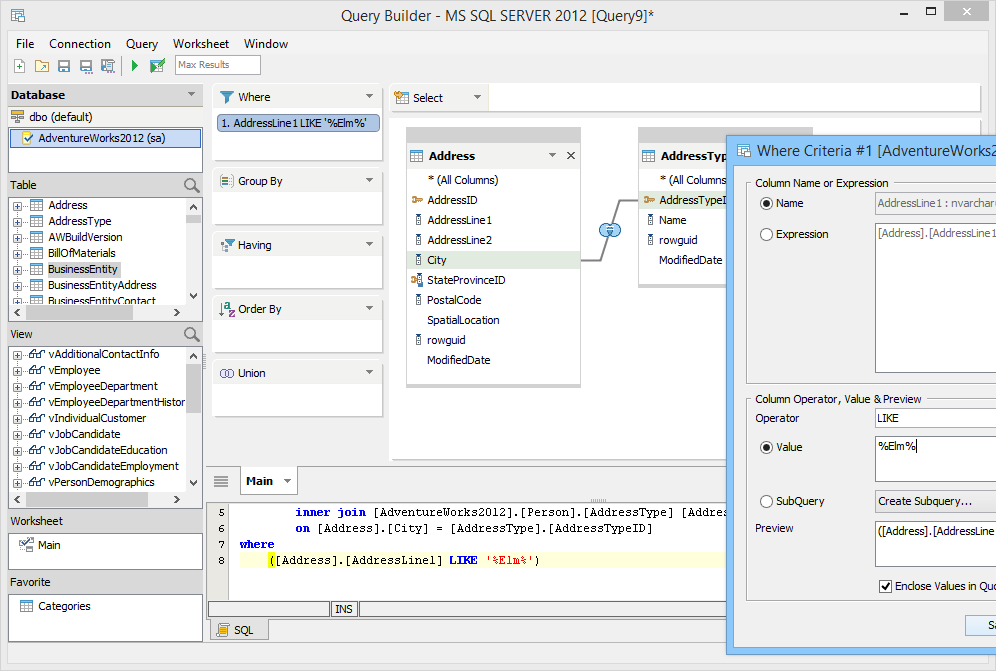 Query Builder - MS SQL SERVER 2012 [Query9]*
File Connection Query Worksheet Window
Max Results
Database
dbo (default)
AdventureWorks2012 (sa)
Table
Address
AddressType
AWBuildVersion
BillOfMaterials
BusinessEntity
BusinessEntityAddress
BusinessEntityContact
View
vAdditionalContactInfo
vEmployee
vEmployeeDepartment
vEmployeeDepartmentHistor
vIndividualCustomer
vJobCandidate
vJobCandidateEducation
vJobCandidateEmployment
vPersonDemographics
Worksheet
Main
Favorite
Categories
Where
1. AddressLine1 LIKE '%Elm%'
Group By
Having
Order By
Union
Select
Address
* (All Columns)
AddressID
AddressLine1
AddressLine2
City
StateProvinceID
PostalCode
SpatialLocation
rowguid
ModifiedDate
AddressTyp
* (All Columns
AddressTypeI
Name
rowguid
ModifiedDate
Main
5 inner join [AdventureWorks2012].[Person].[AddressType] [Addres
6 on [Address].[City] = [AddressType].[AddressTypeID]
7 where
8 ([Address].[AddressLine1] LIKE '%Elm%')
INS
SQL
Where Criteria #1 [AdventureWorks2
Column Name or Expression
Name
AddressLine1 : nvarchar
Expression
[Address].[AddressLine1
Column Operator, Value & Preview
Operator
LIKE
Value
%Elm%
SubQuery
Create Subquery...
Preview
([Address].[AddressLine
Enclose Values in Quo
Sa